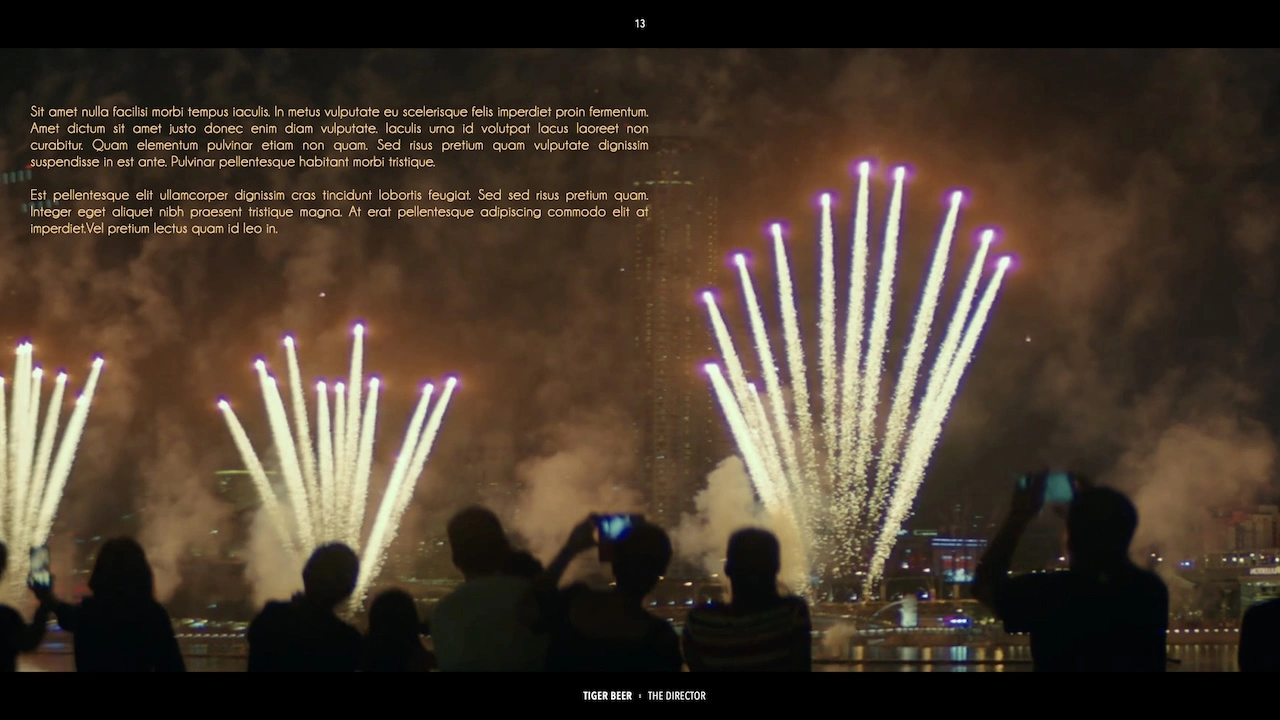 13
Sit amet nulla facilisi morbi tempus iaculis. In metus vulputate eu scelerisque felis imperdiet proin fermentum.
Amet dictum sit amet justo donec enim diam vulputate. Iaculis urna id volutpat lacus laoreet non
curabitur. Quam elementum pulvinar etiam non quam. Sed risus pretium quam vulputate dignissim
suspendisse in est ante. Pulvinar pellentesque habitant morbi tristique.
Est pellentesque elit ullamcorper dignissim cras tincidunt lobortis feugiat. Sed sed risus pretium quam.
Integer eget aliquet nibh praesent tristique magna. At erat pellentesque adipiscing commodo elit at
imperdiet.Vel pretium lectus quam id leo in.
TIGER BEER THE DIRECTOR